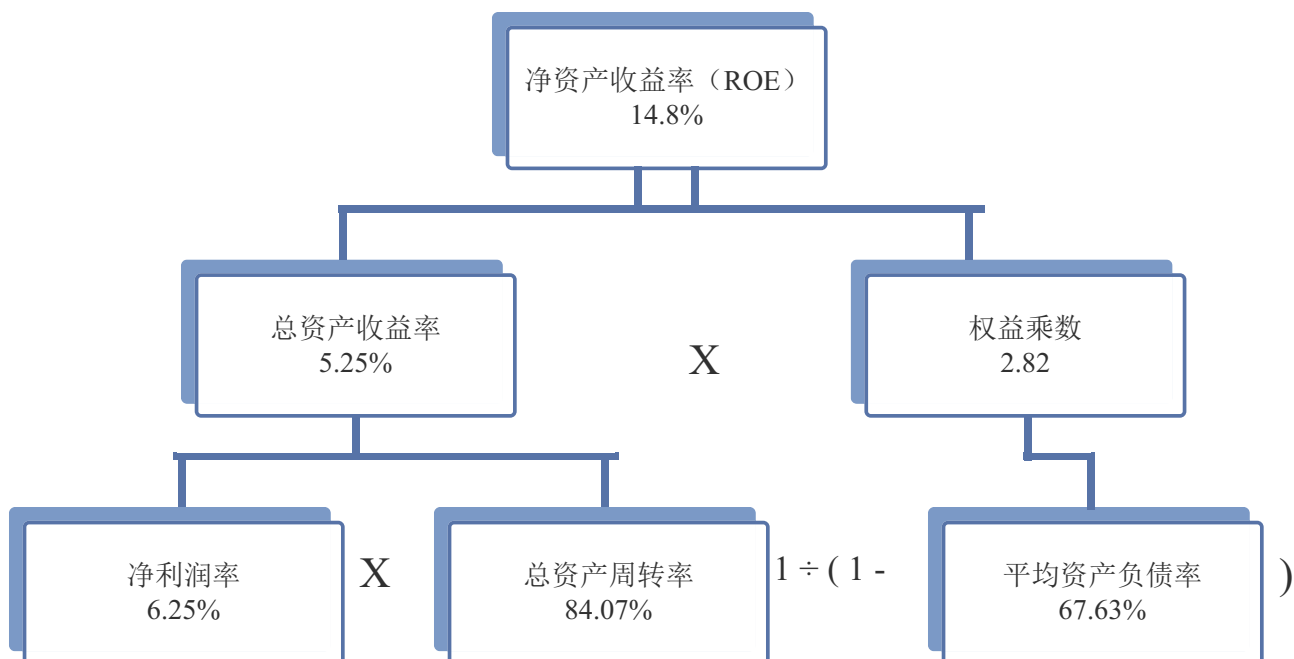 净资产收益率（ROE）
14.8%
总资产收益率
5.25%
X
权益乘数
2.82
净利润率
6.25%
X
总资产周转率
84.07%
1 ÷ ( 1 -
平均资产负债率
67.63%
)